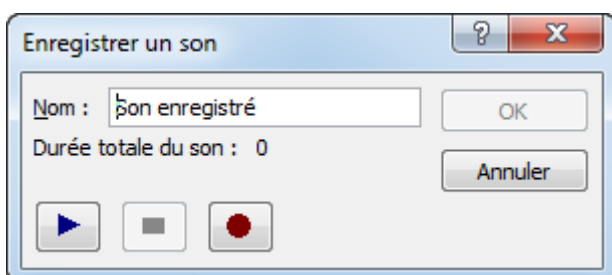 Enregistrer un son
Nom : Son enregistré
OK
Durée totale du son : 0
Annuler